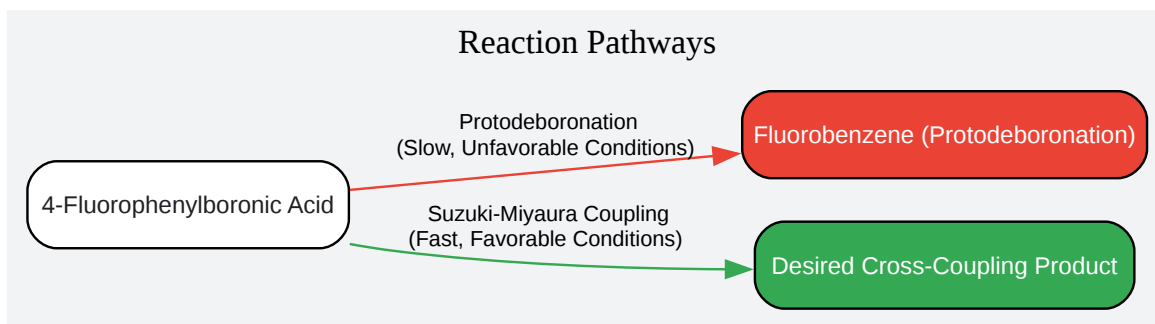 Reaction Pathways
Protodeboronation
(Slow, Unfavorable Conditions)
Fluorobenzene (Protodeboronation)
4-Fluorophenylboronic Acid
Suzuki-Miyaura Coupling
(Fast, Favorable Conditions)
Desired Cross-Coupling Product